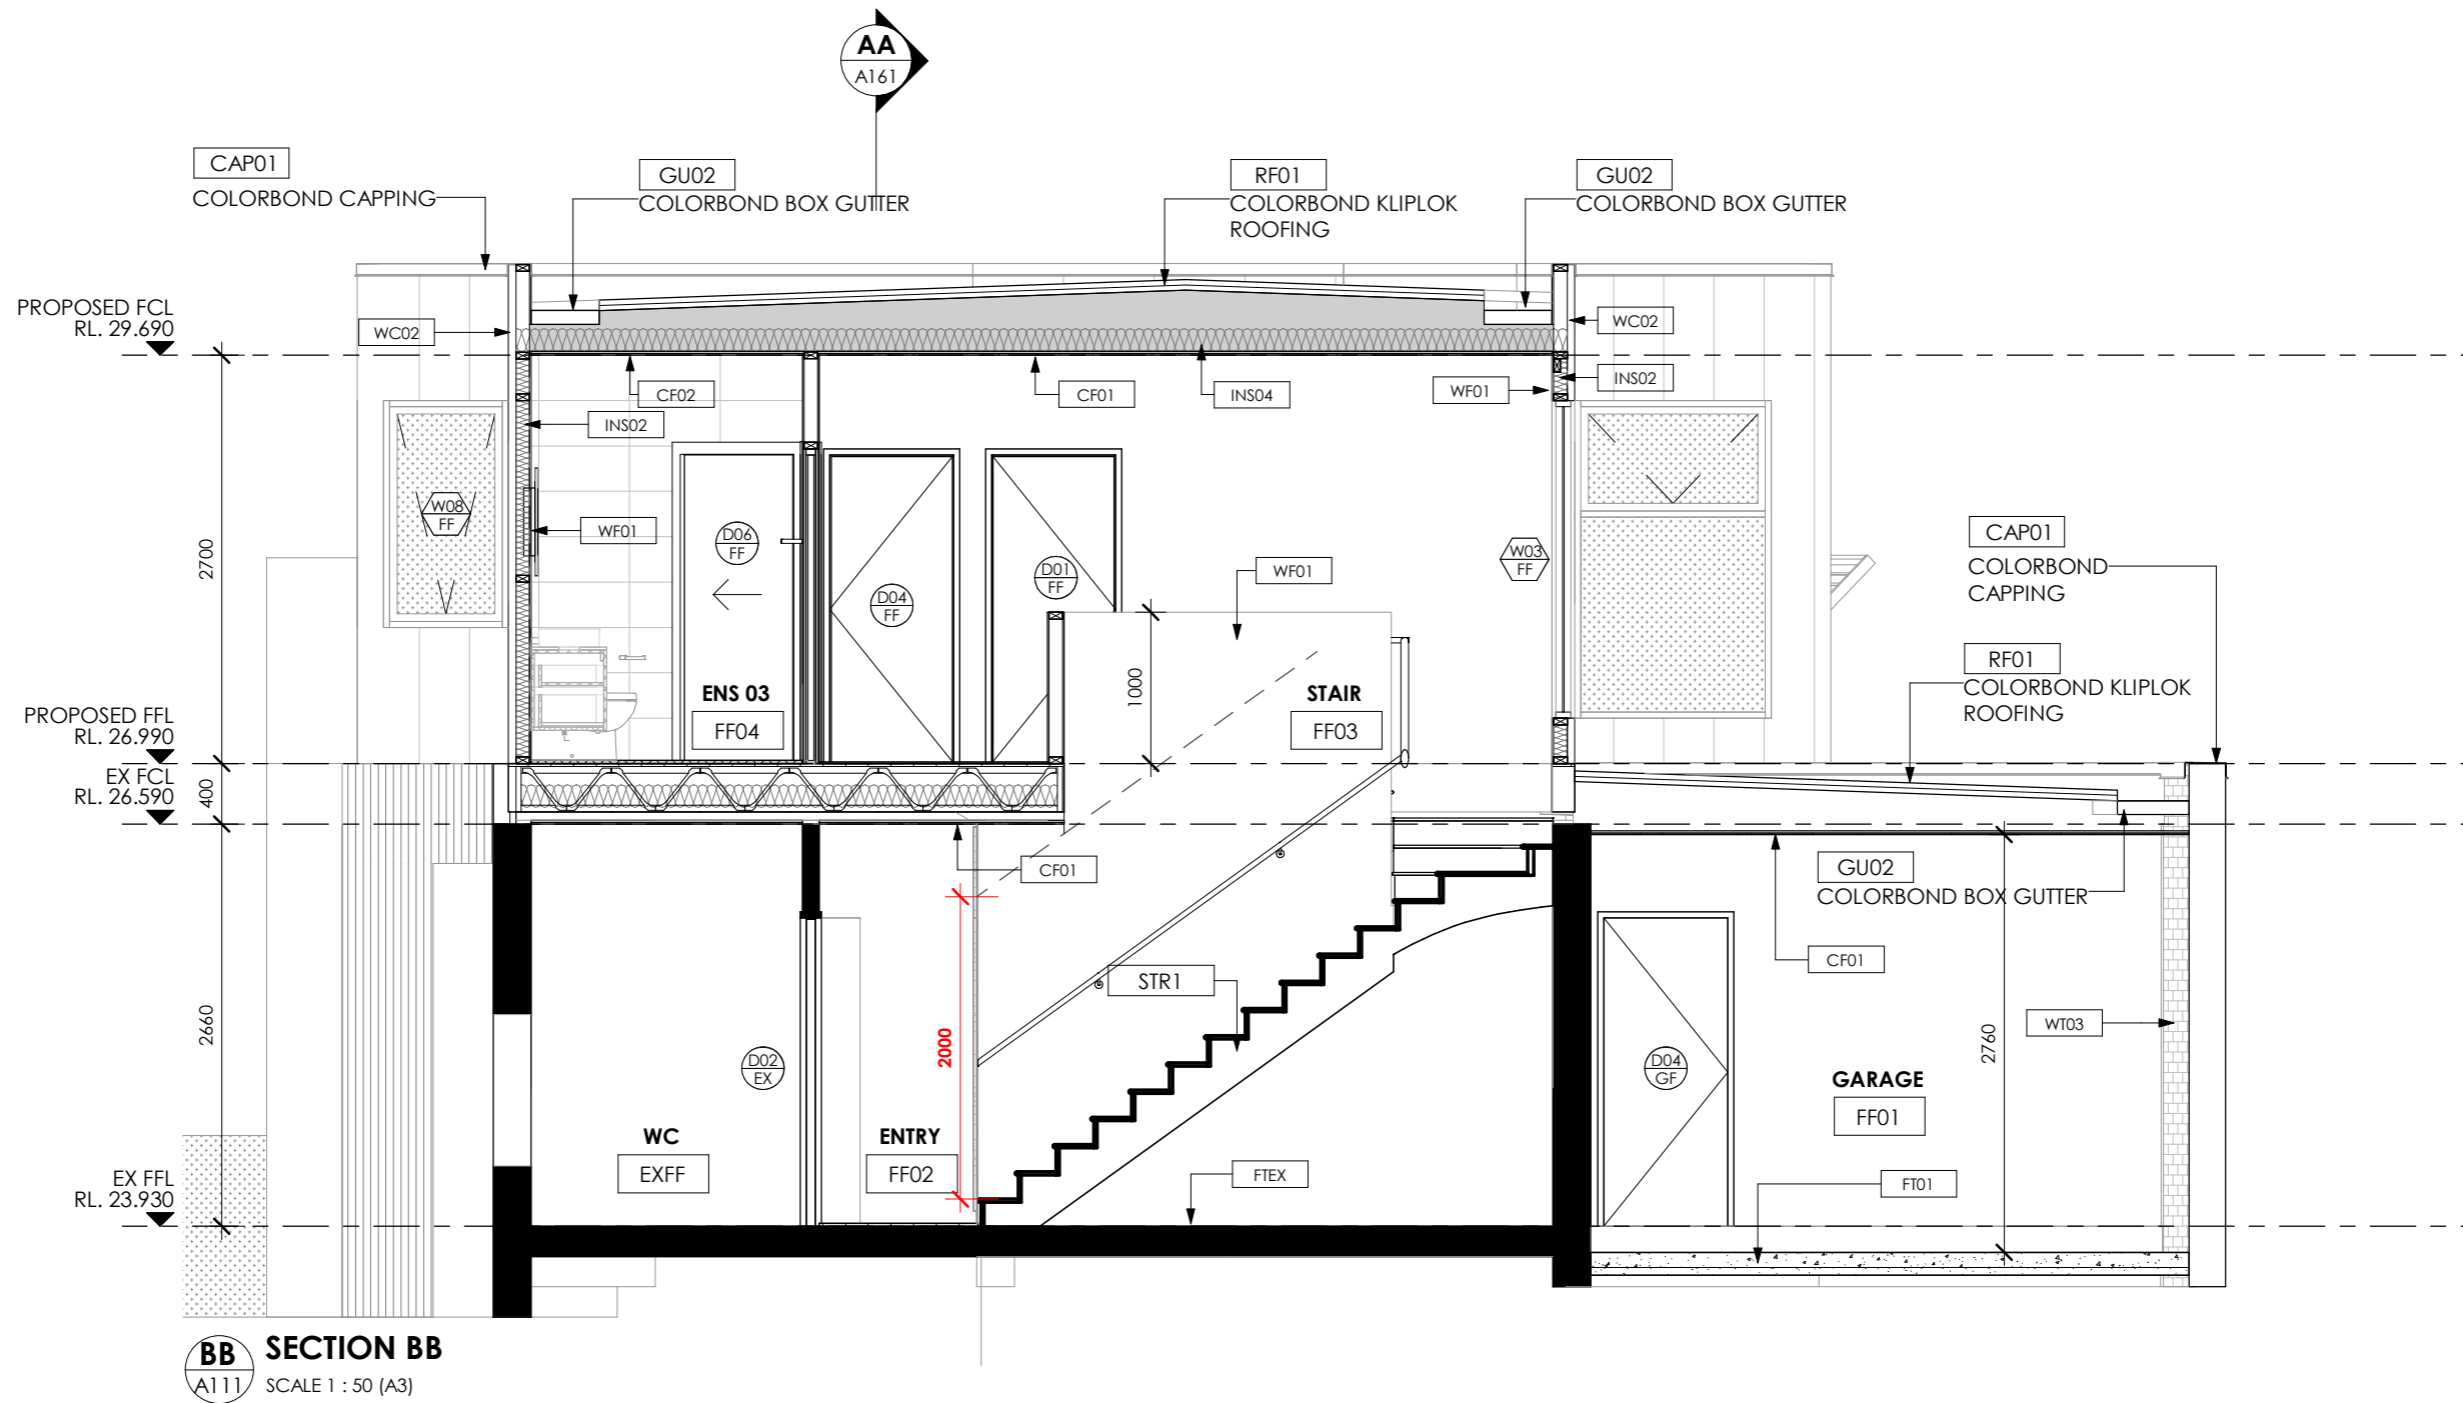 AA
A161
CAP01
COLORBOND CAPPING
GU02
COLORBOND BOX GUTTER
RF01
COLORBOND KLIPLOK
ROOFING
GU02
COLORBOND BOX GUTTER
PROPOSED FCL
RL. 29.690
WC02
WC02
CF02
CF01
INS04
WF01
INS02
INS02
W08
FF
WF01
D06
FF
D04
FF
D01
FF
WF01
W03
FF
CAP01
COLORBOND
CAPPING
2700
RF01
COLORBOND KLIPLOK
ROOFING
ENS 03
FF04
1000
STAIR
FF03
PROPOSED FFL
RL. 26.990
EX FCL
RL. 26.590
400
CF01
GU02
COLORBOND BOX GUTTER
CF01
STR1
2660
2000
D02
EX
WT03
2760
D04
GF
GARAGE
FF01
WC
EXFF
ENTRY
FF02
FTEX
FT01
EX FFL
RL. 23.930
BB
A111
SECTION BB
SCALE 1 : 50 (A3)